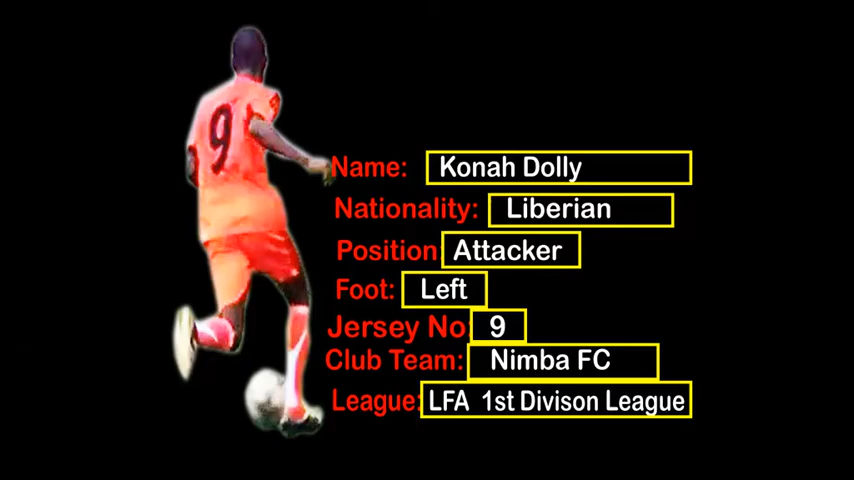 9
Name: Konah Dolly
Nationality: Liberian
Position: Attacker
Foot: Left
Jersey No: 9
Club Team: Nimba FC
League: LFA 1st Divison League